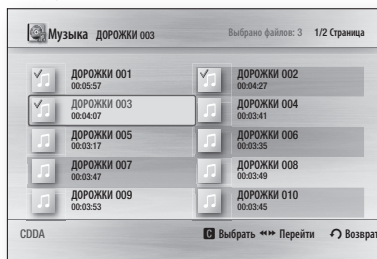 Музыка ДОРОЖКИ 003 Выбрано файлов: 3 1/2 Страница
ДОРОЖКИ 001 ДОРОЖКИ 002
00:05:57 00:04:27
ДОРОЖКИ 003 ДОРОЖКИ 004
00:04:07 00:03:41
ДОРОЖКИ 005 ДОРОЖКИ 006
00:03:17 00:03:35
ДОРОЖКИ 007 ДОРОЖКИ 008
00:03:47 00:03:49
ДОРОЖКИ 009 ДОРОЖКИ 010
00:03:53 00:03:45
CDDA C Выбрать Перейти Возврат